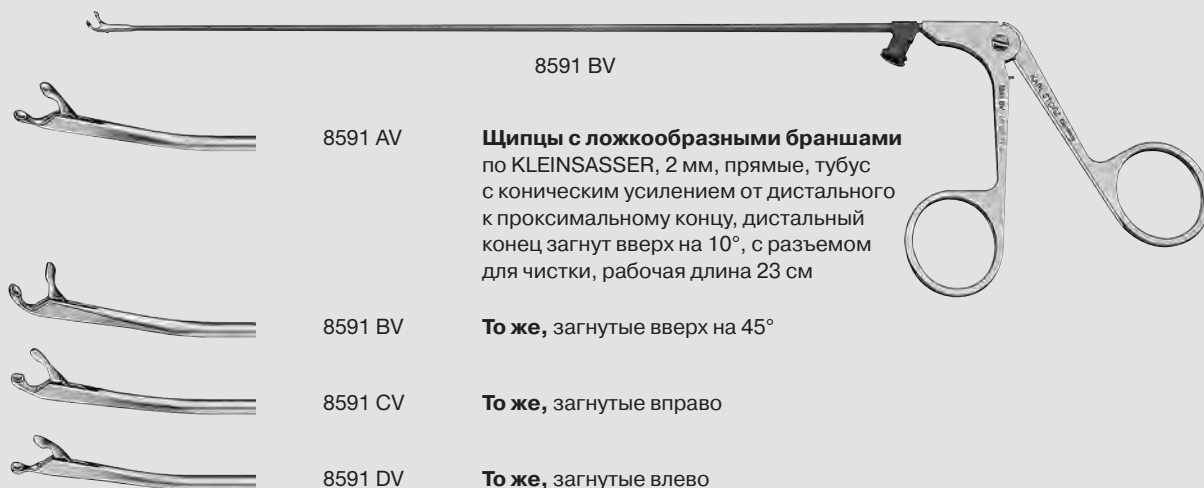 8591 BV
8591 AV Щипцы с ложкообразными браншами
по KLEINSASSER, 2 мм, прямые, тубус
с коническим усилением от дистального
к проксимальному концу, дистальный
конец загнут вверх на 10°, с разъемом
для чистки, рабочая длина 23 см
8591 BV То же, загнутые вверх на 45°
8591 CV То же, загнутые вправо
8591 DV То же, загнутые влево
KARL STORZ